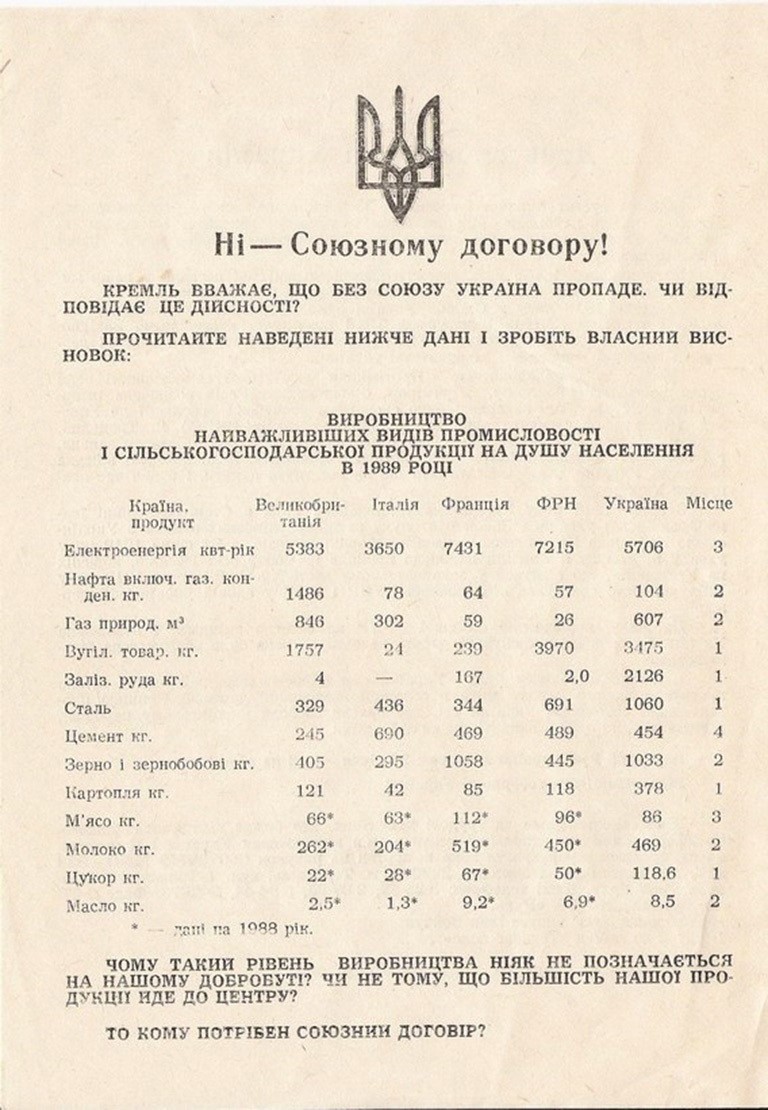 Ні — Союзному договору!
КРЕМЛЬ ВВАЖАЄ, ЩО БЕЗ СОЮЗУ УКРАЇНА ПРОПАДЕ. ЧИ ВІД-
ПОВІДАЄ ЦЕ ДІЙСНОСТІ?
ПРОЧИТАЙТЕ НАВЕДЕНІ НИЖЧЕ ДАНІ І ЗРОБІТЬ ВЛАСНИЙ ВИС-
НОВОК:
ВИРОБНИЦТВО
НАЙВАЖЛИВІШИХ ВИДІВ ПРОМИСЛОВОСТІ
І СІЛЬСЬКОГОСПОДАРСЬКОЇ ПРОДУКЦІЇ НА ДУШУ НАСЕЛЕННЯ
В 1989 РОЦІ
Країна, Великобри- Італія Франція ФРН Україна Місце
продукт танія
Електроенергія квт-рік 5383 3650 7431 7215 5706 3
Нафта включ. газ. кон-
ден. кг. 1486 78 64 57 104 2
Газ природ. м³ 846 302 59 26 607 2
Вугіл. товар. кг. 1757 24 239 3970 3475 1
Заліз. руда кг. 4 — 167 2,0 2126 1
Сталь 329 436 344 691 1060 1
Цемент кг. 245 690 469 489 454 4
Зерно і зернобобові кг. 405 295 1058 445 1033 2
Картопля кг. 121 42 85 118 378 1
М'ясо кг. 66* 63* 112* 96* 86 3
Молоко кг. 262* 204* 519* 450* 469 2
Цукор кг. 22* 28* 67* 50* 118,6 1
Масло кг. 2,5* 1,3* 9,2* 6,9* 8,5 2
* — дані на 1988 рік.
ЧОМУ ТАКИЙ РІВЕНЬ ВИРОБНИЦТВА НІЯК НЕ ПОЗНАЧАЄТЬСЯ
НА НАШОМУ ДОБРОБУТІ? ЧИ НЕ ТОМУ, ЩО БІЛЬШІСТЬ НАШОЇ ПРО-
ДУКЦІЇ ЙДЕ ДО ЦЕНТРУ?
ТО КОМУ ПОТРІБЕН СОЮЗНИЙ ДОГОВІР?